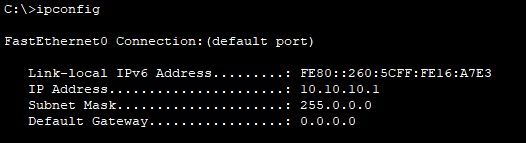 C:\>ipconfig
FastEthernet0 Connection:(default port)
Link-local IPv6 Address.........: FE80::260:5CFF:FE16:A7E3
IP Address......................: 10.10.10.1
Subnet Mask.....................: 255.0.0.0
Default Gateway.................: 0.0.0.0